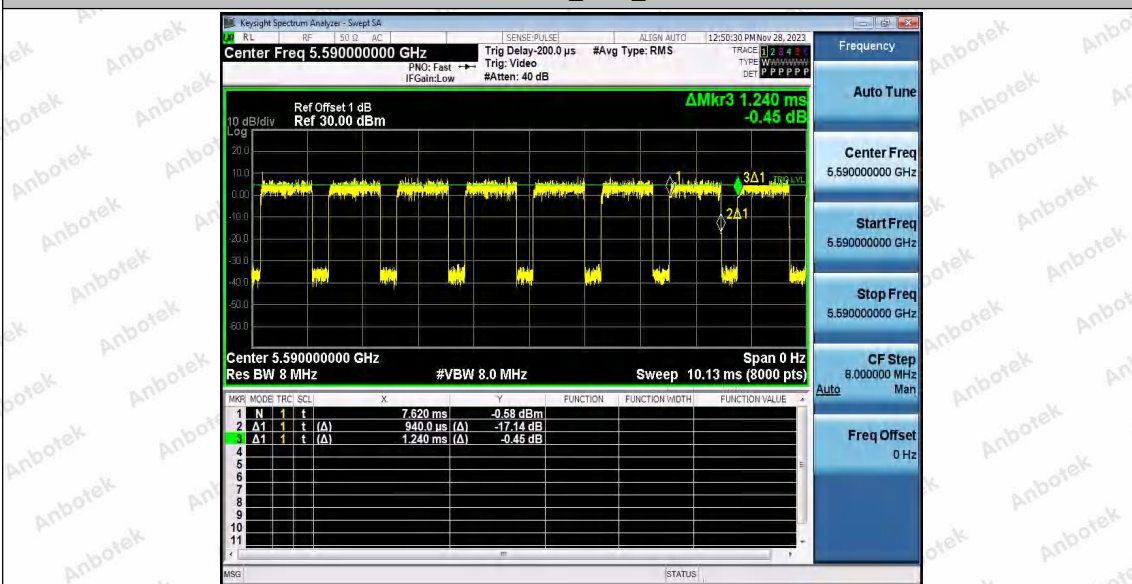 Keysight Spectrum Analyzer - Swept SA
RL RF 50 Ω AC SENSE:PULSE ALIGN AUTO 12:50:30 PM Nov 28, 2023
Center Freq 5.590000000 GHz
PNO: Fast
IFGain:Low
Trig Delay-200.0 µs
Trig: Video
#Atten: 40 dB
#Avg Type: RMS
TRACE 1 2 3 4 5 6
TYPE
DET P P P P P P
ΔMkr3 1.240 ms
-0.45 dB
Ref Offset 1 dB
10 dB/div Ref 30.00 dBm
Log
20.0
10.0
0.00
-10.0
-20.0
-30.0
-40.0
-50.0
-60.0
1
3Δ1
TRIG LVL
2Δ1
Center 5.590000000 GHz Span 0 Hz
Res BW 8 MHz #VBW 8.0 MHz Sweep 10.13 ms (8000 pts)
MKR MODE TRC SCL X Y FUNCTION FUNCTION WIDTH FUNCTION VALUE
1 N 1 t 7.620 ms -0.58 dBm
2 Δ1 1 t (Δ) 940.0 µs (Δ) -17.14 dB
3 Δ1 1 t (Δ) 1.240 ms (Δ) -0.45 dB
4
5
6
7
8
9
10
11
MSG STATUS
Frequency
Auto Tune
Center Freq
5.590000000 GHz
Start Freq
5.590000000 GHz
Stop Freq
5.590000000 GHz
CF Step
8.000000 MHz
Auto Man
Freq Offset
0 Hz
Anbotek